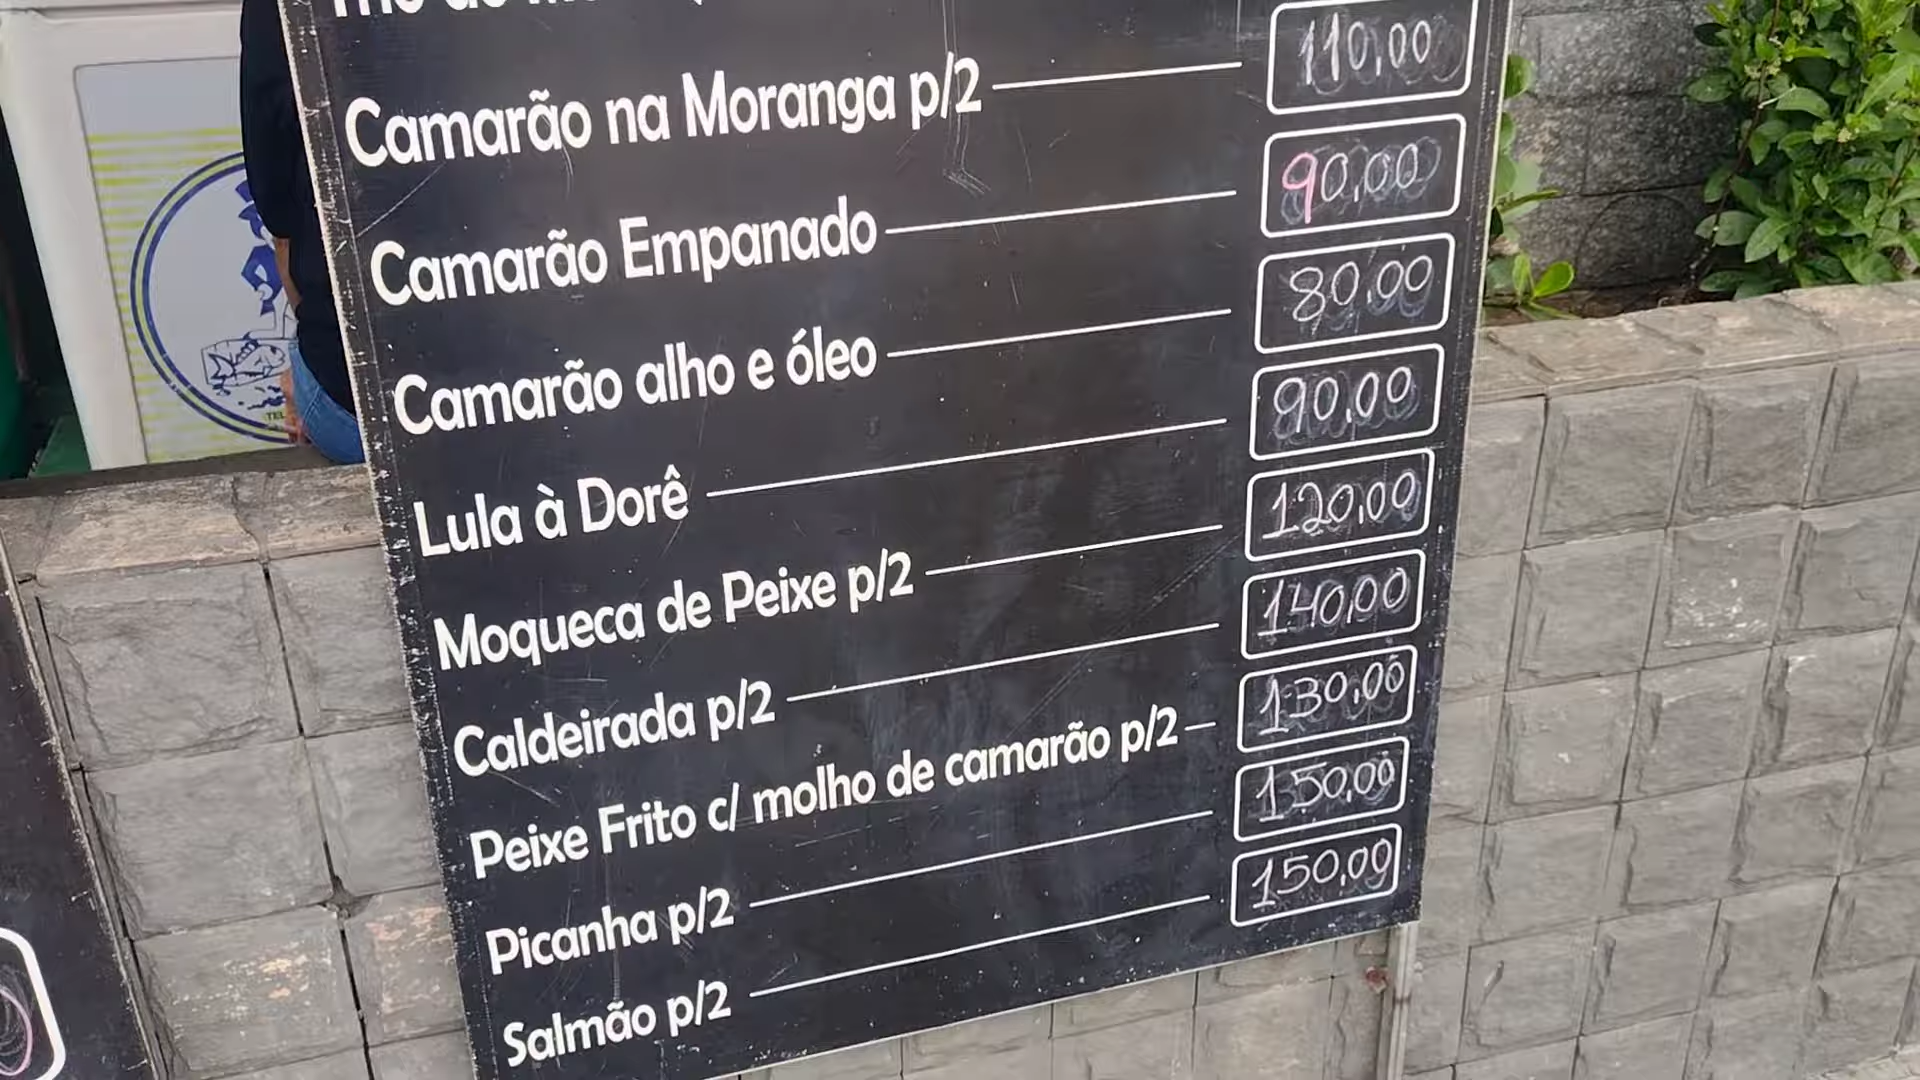 Camarão na Moranga p/2 110,00
Camarão Empanado 90,00
Camarão alho e óleo 80,00
Lula à Dorê 90,00
Moqueca de Peixe p/2 120,00
Caldeirada p/2 140,00
Peixe Frito c/ molho de camarão p/2 130,00
Picanha p/2 150,00
Salmão p/2 150,00
TEL